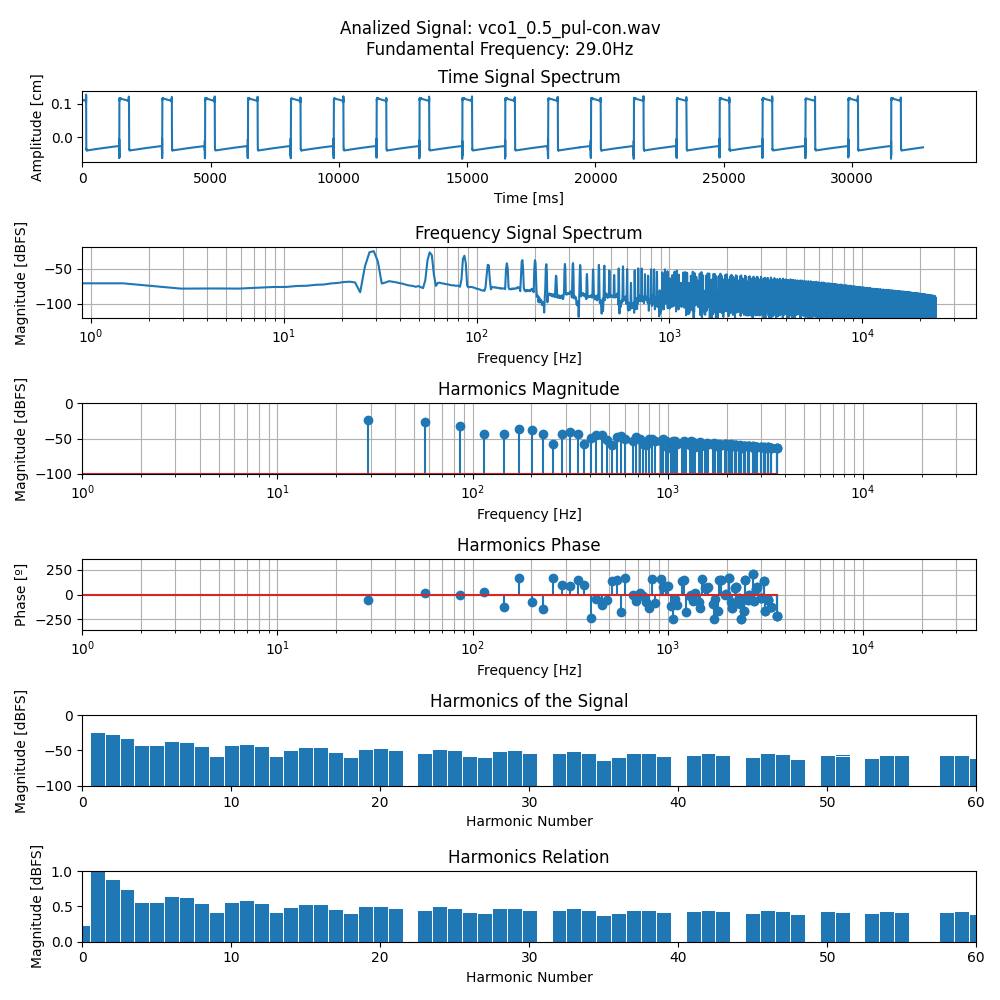 Analized Signal: vco1_0.5_pul-con.wav
Fundamental Frequency: 29.0Hz
Time Signal Spectrum
Amplitude [cm]
0.1
0.0
0 5000 10000 15000 20000 25000 30000
Time [ms]
Frequency Signal Spectrum
Magnitude [dBFS]
−50
−100
10^0 10^1 10^2 10^3 10^4
Frequency [Hz]
Harmonics Magnitude
Magnitude [dBFS]
0
−50
−100
10^0 10^1 10^2 10^3 10^4
Frequency [Hz]
Harmonics Phase
Phase [º]
250
0
−250
10^0 10^1 10^2 10^3 10^4
Frequency [Hz]
Harmonics of the Signal
Magnitude [dBFS]
0
−50
−100
0 10 20 30 40 50 60
Harmonic Number
Harmonics Relation
Magnitude [dBFS]
1.0
0.5
0.0
0 10 20 30 40 50 60
Harmonic Number